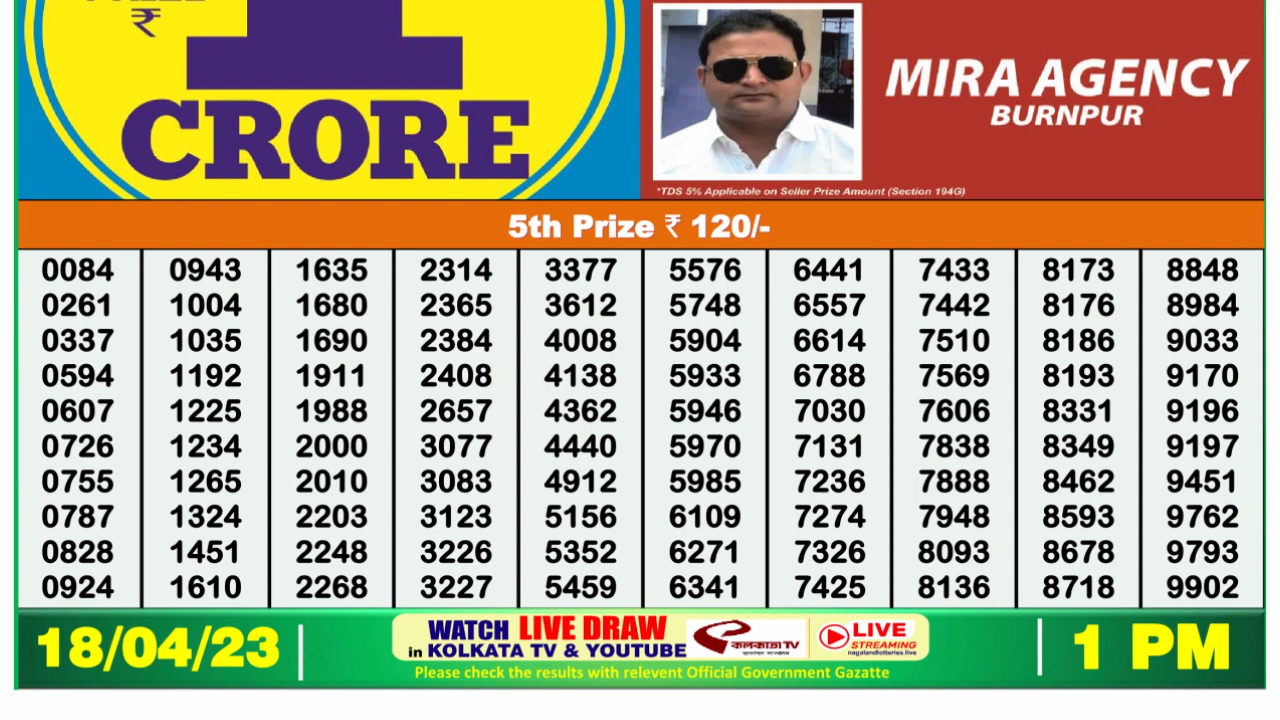 ₹
1
CRORE
MIRA AGENCY
BURNPUR
*TDS 5% Applicable on Seller Prize Amount (Section 194G)
5th Prize ₹ 120/-
0084 0943 1635 2314 3377 5576 6441 7433 8173 8848
0261 1004 1680 2365 3612 5748 6557 7442 8176 8984
0337 1035 1690 2384 4008 5904 6614 7510 8186 9033
0594 1192 1911 2408 4138 5933 6788 7569 8193 9170
0607 1225 1988 2657 4362 5946 7030 7606 8331 9196
0726 1234 2000 3077 4440 5970 7131 7838 8349 9197
0755 1265 2010 3083 4912 5985 7236 7888 8462 9451
0787 1324 2203 3123 5156 6109 7274 7948 8593 9762
0828 1451 2248 3226 5352 6271 7326 8093 8678 9793
0924 1610 2268 3227 5459 6341 7425 8136 8718 9902
18/04/23
WATCH LIVE DRAW
in KOLKATA TV & YOUTUBE
কলকাতা TV
LIVE
STREAMING
nagalandlotteries.live
Please check the results with relevent Official Government Gazatte
1 PM